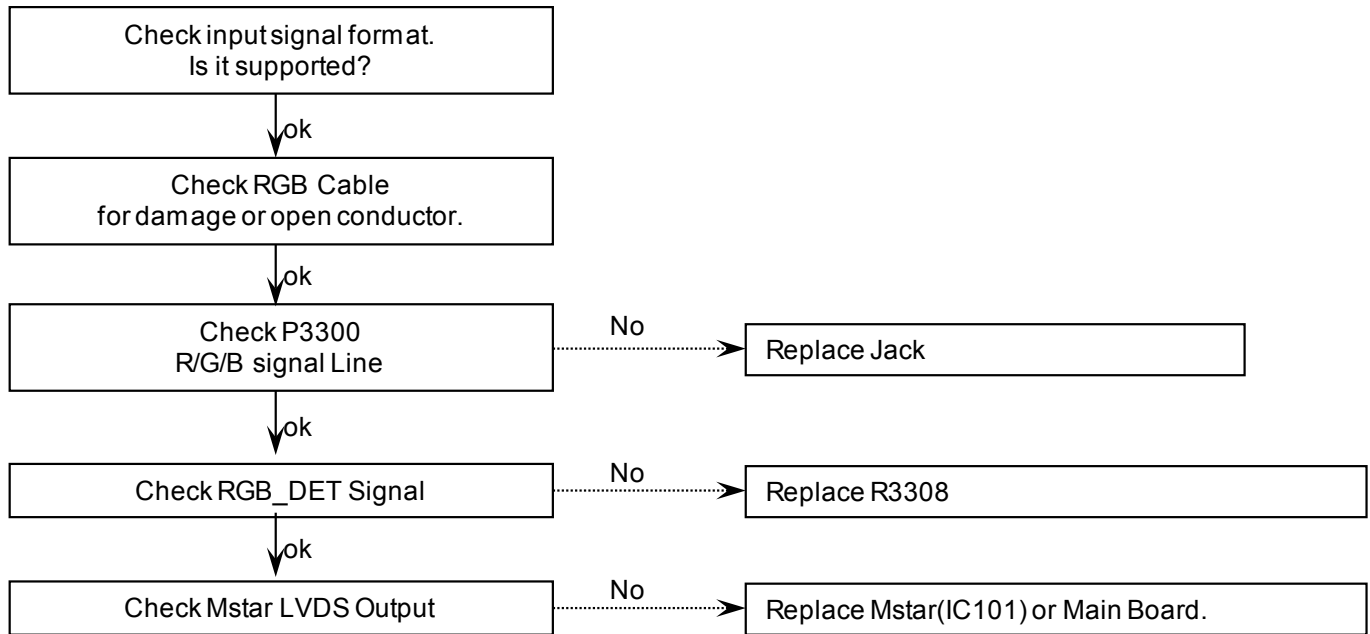 Check input signal format.
Is it supported?
ok
Check RGB Cable
for damage or open conductor.
ok
Check P3300
R/G/B signal Line
No
Replace Jack
ok
Check RGB_DET Signal
No
Replace R3308
ok
Check Mstar LVDS Output
No
Replace Mstar(IC101) or Main Board.